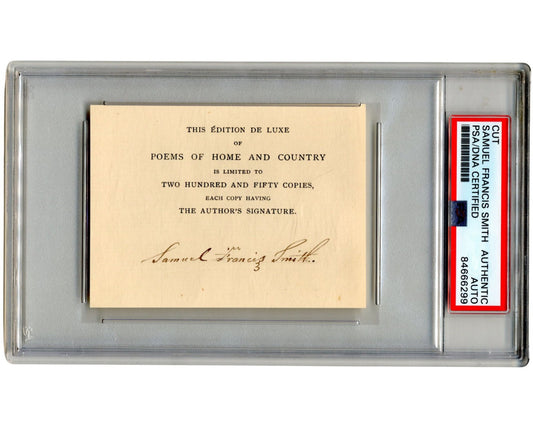 THIS ÉDITION DE LUXE
OF
POEMS OF HOME AND COUNTRY
IS LIMITED TO
TWO HUNDRED AND FIFTY COPIES,
EACH COPY HAVING
THE AUTHOR'S SIGNATURE.
Samuel Francis Smith.
CUT
SAMUEL FRANCIS SMITH AUTHENTIC
AUTO
PSA/DNA CERTIFIED 84666299